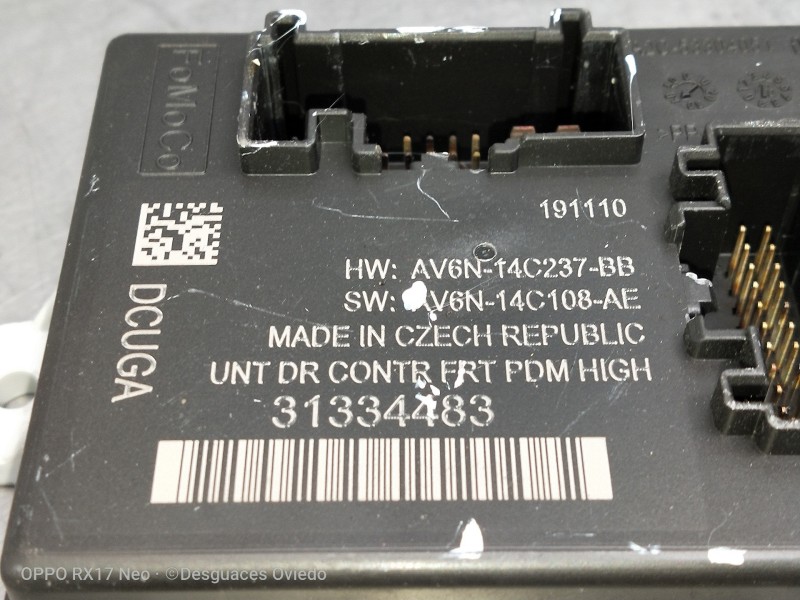 FoMoCo
191110
HW: AV6N-14C237-BB
SW: AV6N-14C108-AE
MADE IN CZECH REPUBLIC
UNT DR CONTR FRT PDM HIGH
31334483
DCUGA
OPPO RX17 Neo · ©Desguaces Oviedo